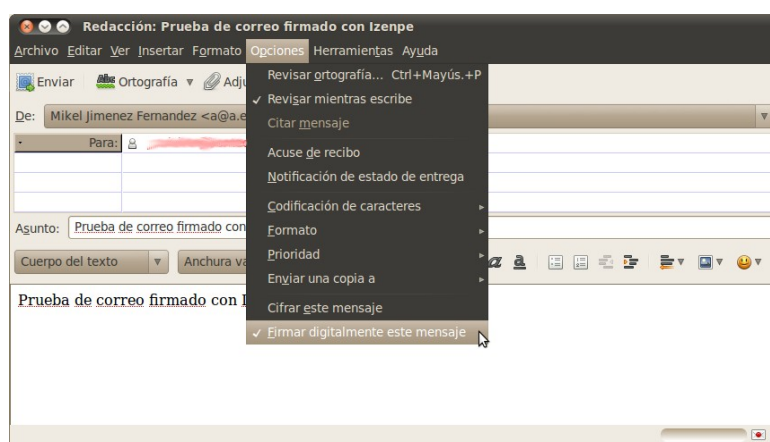 Redacción: Prueba de correo firmado con Izenpe
Archivo Editar Ver Insertar Formato Opciones Herramientas Ayuda
Enviar Abc Ortografía Adju
De: Mikel Jimenez Fernandez <a@a.e
Para:
Asunto: Prueba de correo firmado con
Cuerpo del texto Anchura va
a a
Prueba de correo firmado con I
Revisar ortografía... Ctrl+Mayús.+P
✓ Revisar mientras escribe
Citar mensaje
Acuse de recibo
Notificación de estado de entrega
Codificación de caracteres
Formato
Prioridad
Enviar una copia a
Cifrar este mensaje
✓ Firmar digitalmente este mensaje